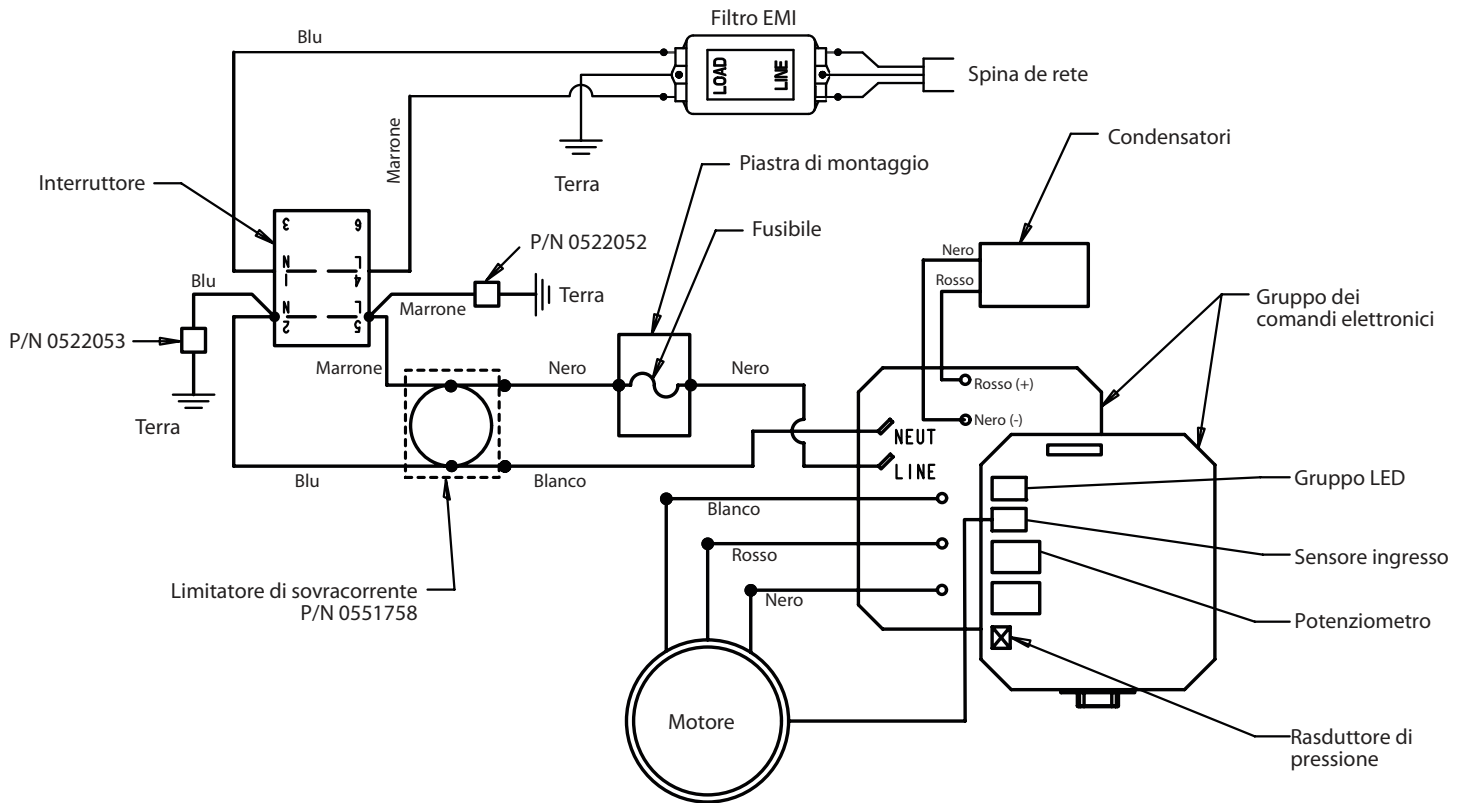 Filtro EMI
Blu
LOAD
LINE
Spina de rete
Marrone
Condensatori
Piastra di montaggio
Terra
Interruttore
3
6
Fusibile
P/N 0522052
Nero
N
L
1
4
Blu
Rosso
Terra
Gruppo dei
comandi elettronici
Marrone
N
L
2
5
P/N 0522053
Marrone
Nero
Nero
Rosso (+)
Terra
Nero (-)
NEUT
LINE
Blu
Blanco
Gruppo LED
Blanco
Rosso
Sensore ingresso
Limitatore di sovracorrente
P/N 0551758
Nero
Potenziometro
Motore
Rasduttore di
pressione